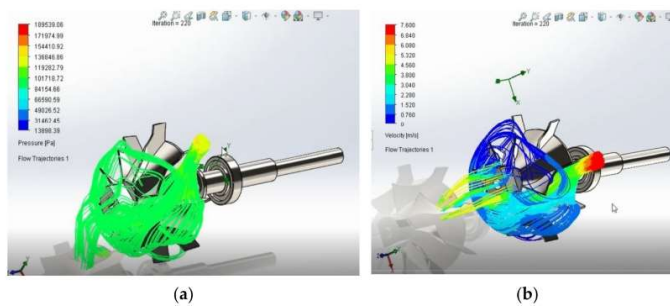 Iteration = 220
109539.06
171974.99
154410.92
136846.86
119282.79
101718.72
84154.66
66590.59
49026.52
31462.45
13898.38
Pressure [Pa]
Flow Trajectories 1
Y
(a)
Iteration = 220
7.600
6.840
6.080
5.320
4.560
3.800
3.040
2.280
1.520
0.760
0
Velocity [m/s]
Flow Trajectories 1
Y
X
(b)